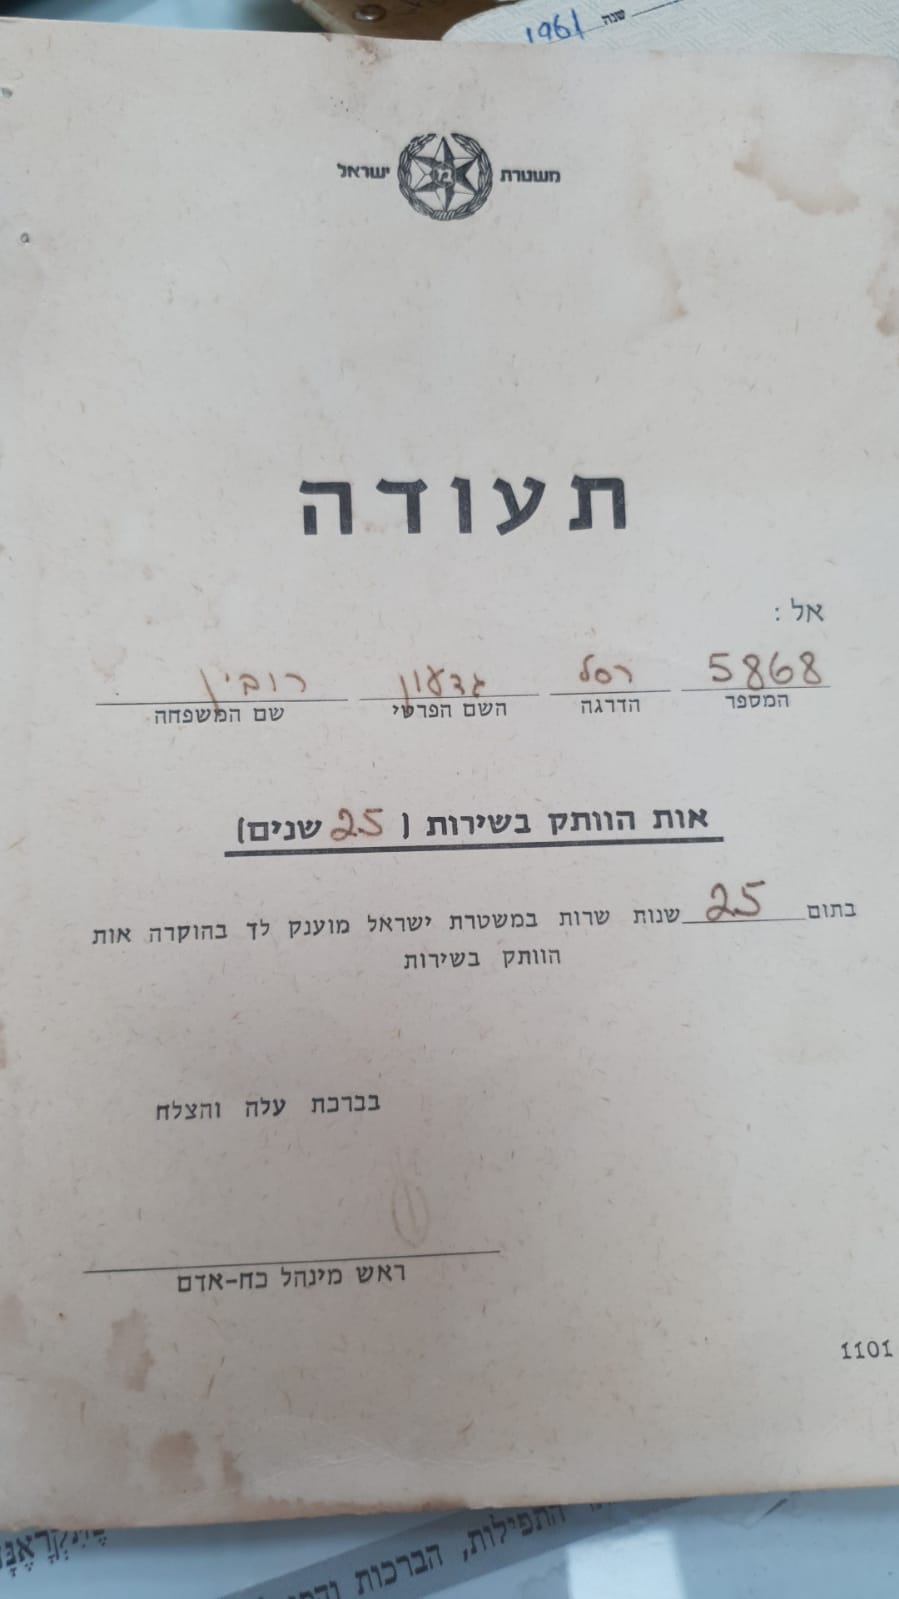 שנה 1961
משטרת ישראל
תעודה
אל :
5868 רסל גדעון רובין
המספר הדרגה השם הפרטי שם המשפחה
אות הוותק בשירות ( 25 שנים)
בתום 25 שנות שרות במשטרת ישראל מוענק לך בהוקרה אות
הוותק בשירות
בברכת עלה והצלח
ראש מינהל כח-אדם
1101
התפילות, הברכות